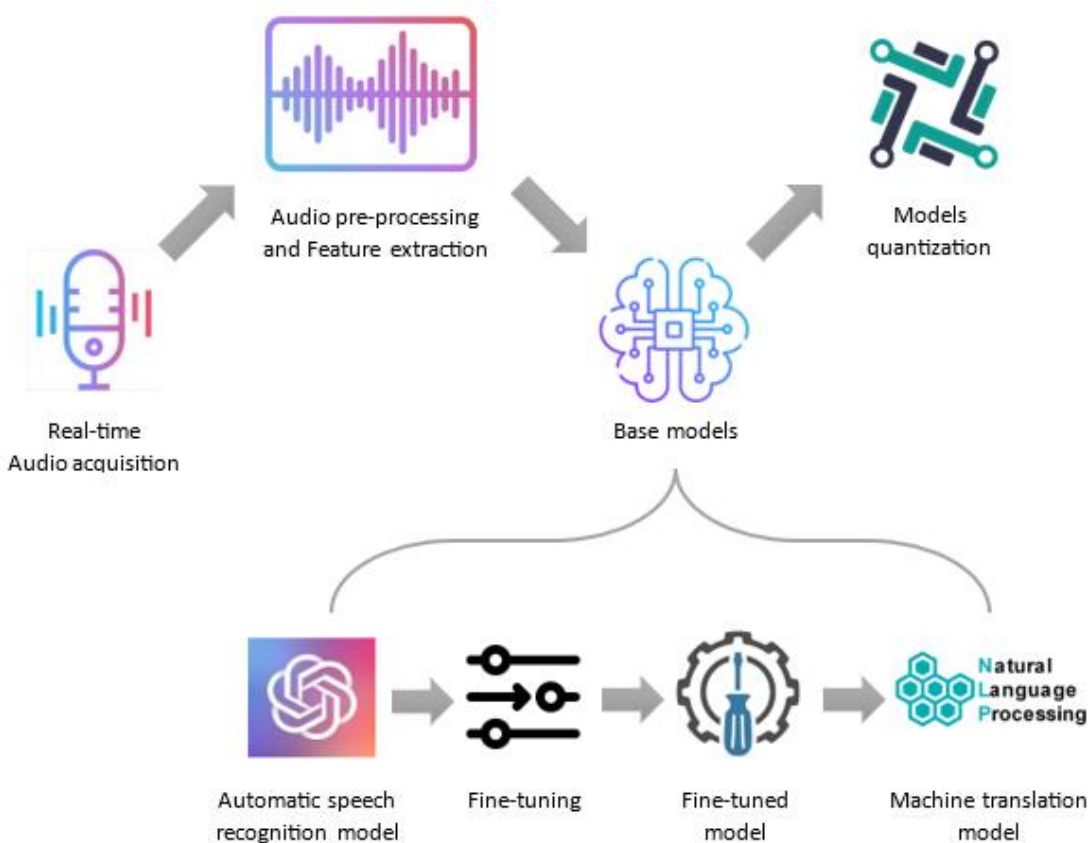 Audio pre-processing
and Feature extraction
Models
quantization
Real-time
Audio acquisition
Base models
Natural
Language
Processing
Automatic speech
recognition model
Fine-tuning
Fine-tuned
model
Machine translation
model